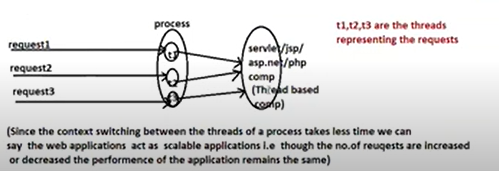 process
t1,t2,t3 are the threads
representing the requests
request1
request2
request3
t1
servlet/jsp/
asp.net/php
comp
(Thread based
comp)
(Since the context switching between the threads of a process takes less time we can
say the web applications act as scalable applications i.e though the no.of reuqests are increased
or decreased the performence of the application remains the same)